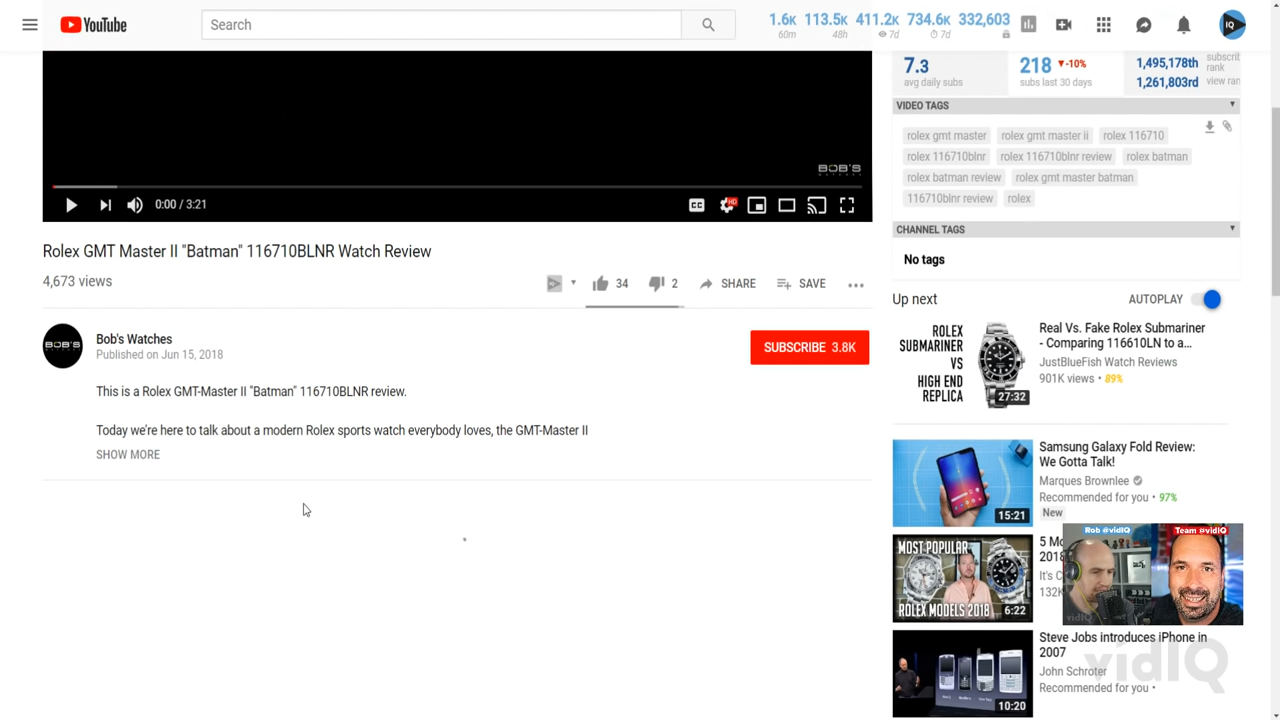 YouTube
Search
1.6K 113.5K 411.2K 734.6K 332,603
60m 48h 7d 7d
IQ
7.3
avg daily subs
218 -10%
subs last 30 days
1,495,178th
rank
1,261,803rd view
VIDEO TAGS
rolex gmt master rolex gmt master ii rolex 116710
rolex 116710blnr rolex 116710blnr review rolex batman
rolex batman review rolex gmt master batman
116710blnr review rolex
CHANNEL TAGS
No tags
BOB'S
0:00 / 3:21
CC
HD
Rolex GMT Master II "Batman" 116710BLNR Watch Review
4,673 views
34 2 SHARE SAVE
BOB'S
Bob's Watches
Published on Jun 15, 2018
SUBSCRIBE 3.8K
This is a Rolex GMT-Master II "Batman" 116710BLNR review.
Today we're here to talk about a modern Rolex sports watch everybody loves, the GMT-Master II
SHOW MORE
Up next
AUTOPLAY
ROLEX
SUBMARINER
VS
HIGH END
REPLICA
27:32
Real Vs. Fake Rolex Submariner
- Comparing 116610LN to a...
JustBlueFish Watch Reviews
901K views • 89%
15:21
Samsung Galaxy Fold Review:
We Gotta Talk!
Marques Brownlee
Recommended for you • 97%
New
MOST POPULAR
ROLEX MODELS 2018
6:22
5
2018
It's
132K
Rob @vidIQ
Team @vidIQ
vidIQ
10:20
Steve Jobs introduces iPhone in
2007
John Schroter
Recommended for you •
vidIQ